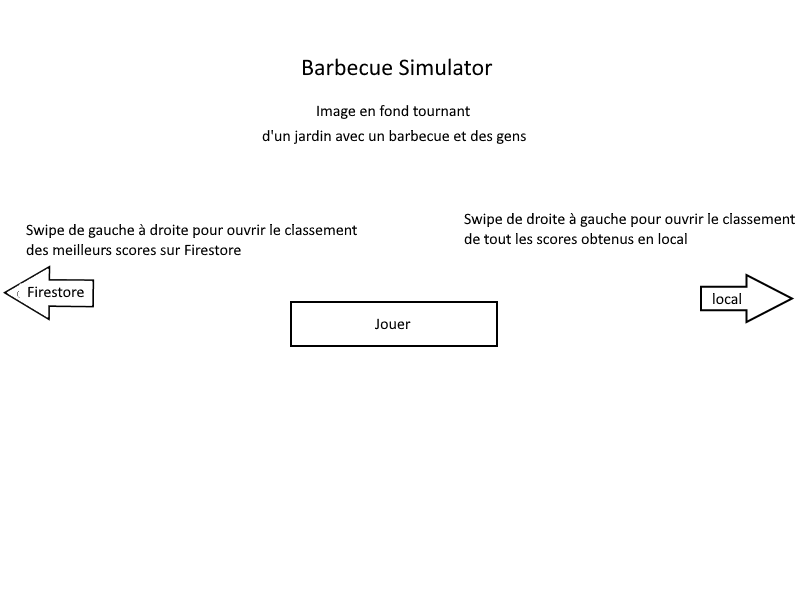 Barbecue Simulator
Image en fond tournant
d'un jardin avec un barbecue et des gens
Swipe de gauche à droite pour ouvrir le classement
des meilleurs scores sur Firestore
Swipe de droite à gauche pour ouvrir le classement
de tout les scores obtenus en local
Firestore
local
Jouer